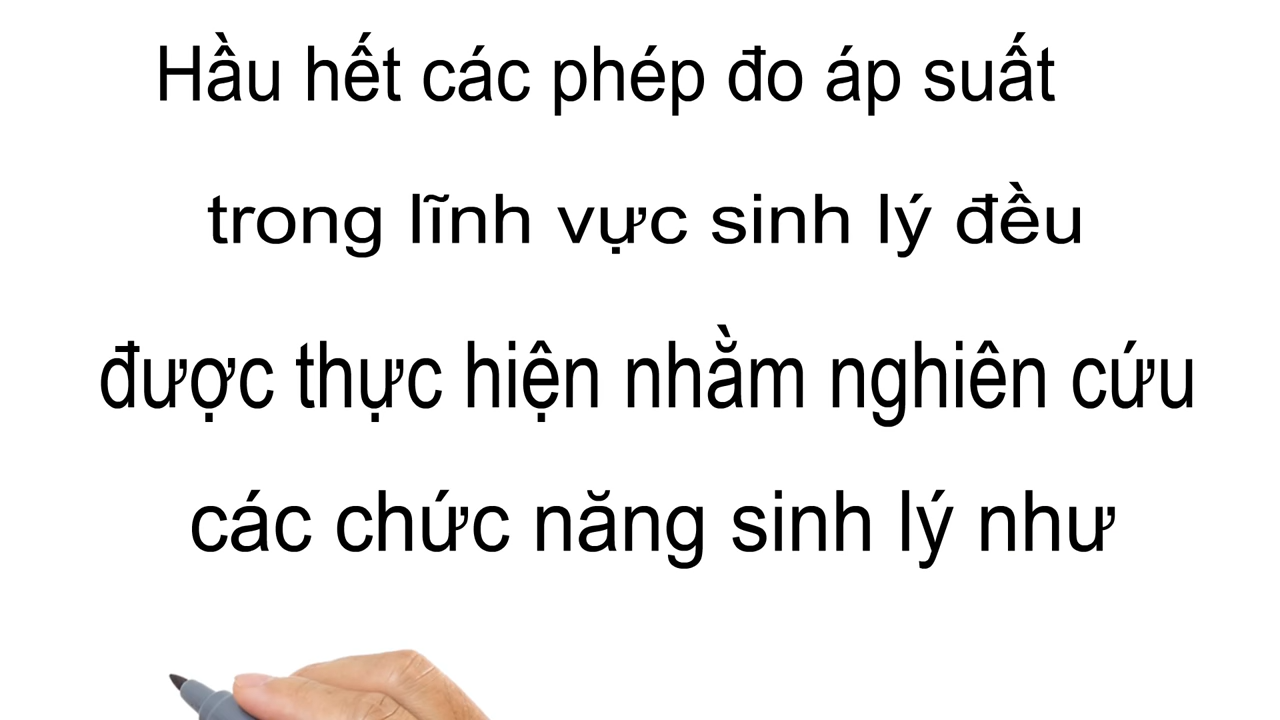 Hầu hết các phép đo áp suất
trong lĩnh vực sinh lý đều
được thực hiện nhằm nghiên cứu
các chức năng sinh lý như